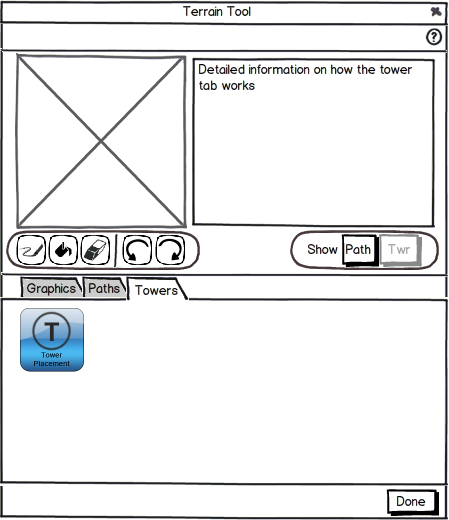 Terrain Tool
?
Detailed information on how the tower
tab works
Show Path Twr
Graphics Paths Towers
T
Tower
Placement
Done